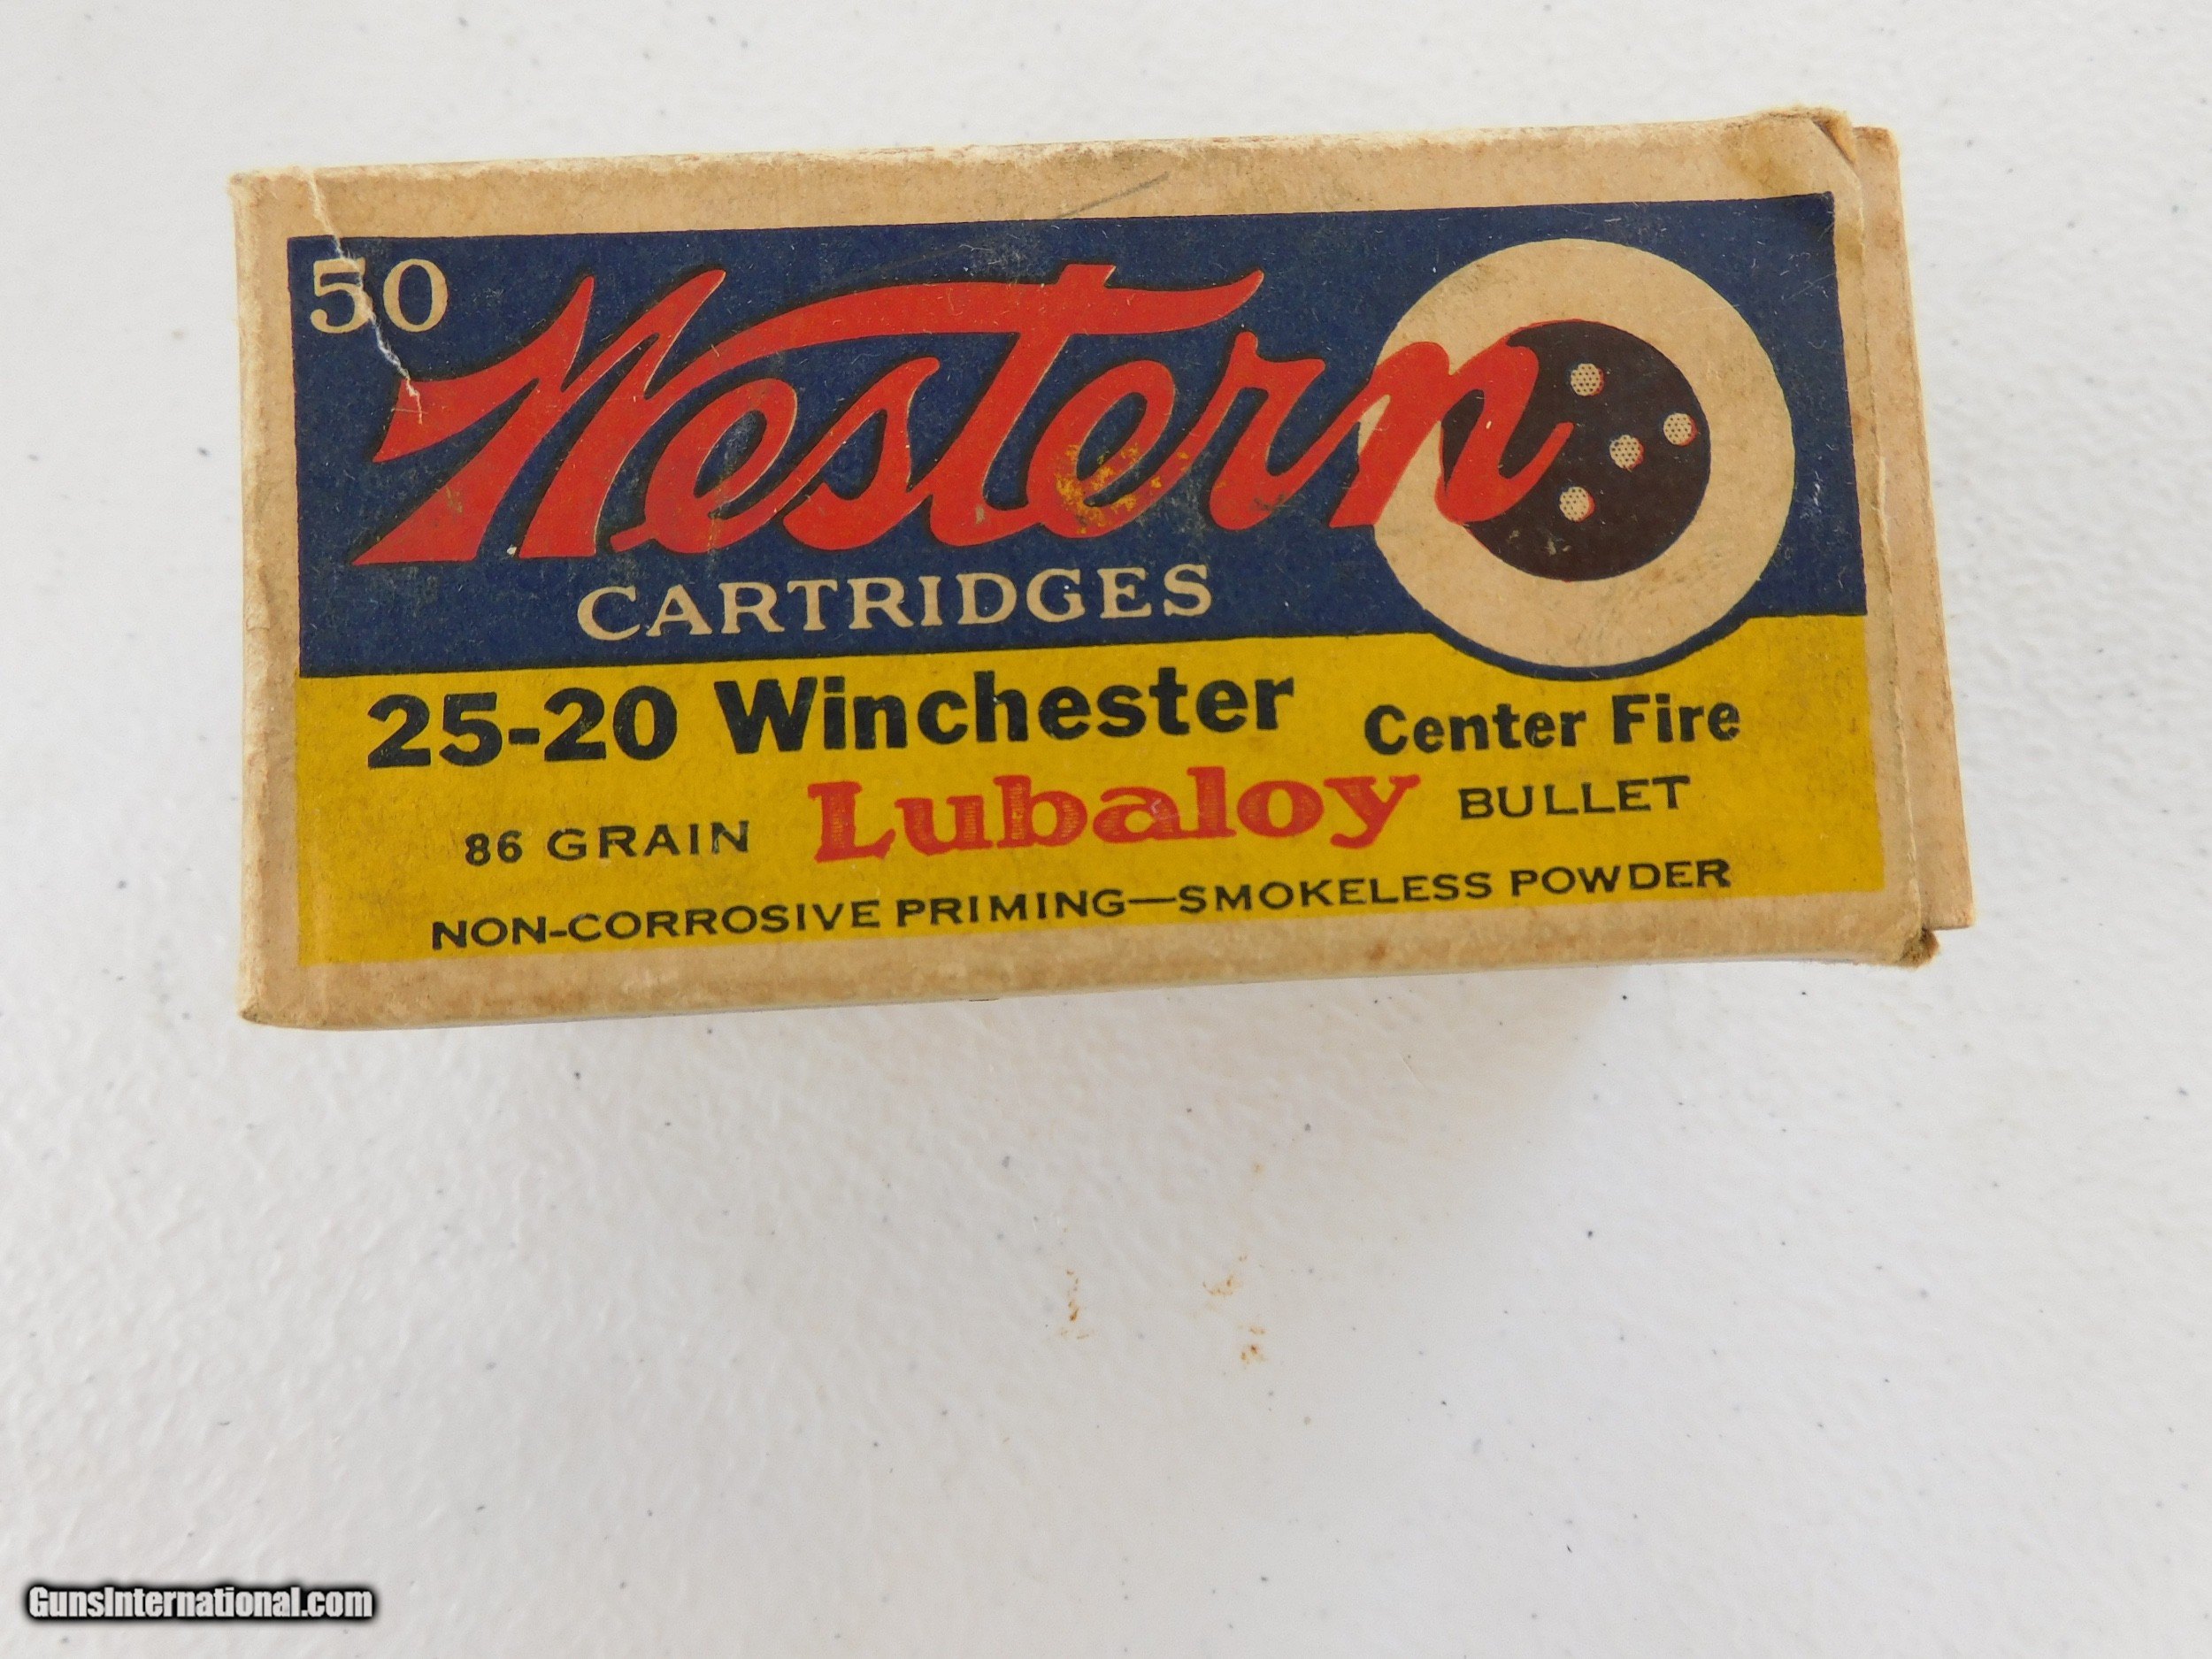 50
Western
CARTRIDGES
25-20 Winchester Center Fire
86 GRAIN Lubaloy BULLET
NON-CORROSIVE PRIMING—SMOKELESS POWDER
GunsInternational.com